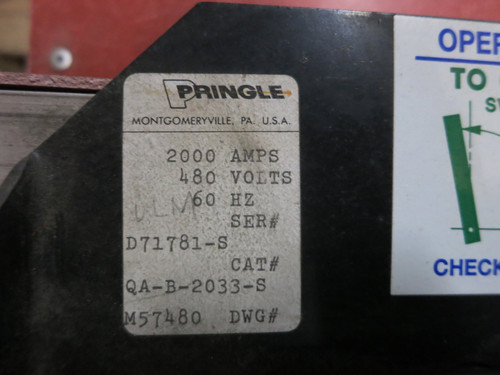 PRINGLE
MONTGOMERYVILLE, PA. U.S.A.
2000 AMPS
480 VOLTS
60 HZ
SER#
D71781-S
CAT#
QA-B-2033-S
M57480 DWG#
OPER
TO
CHECK